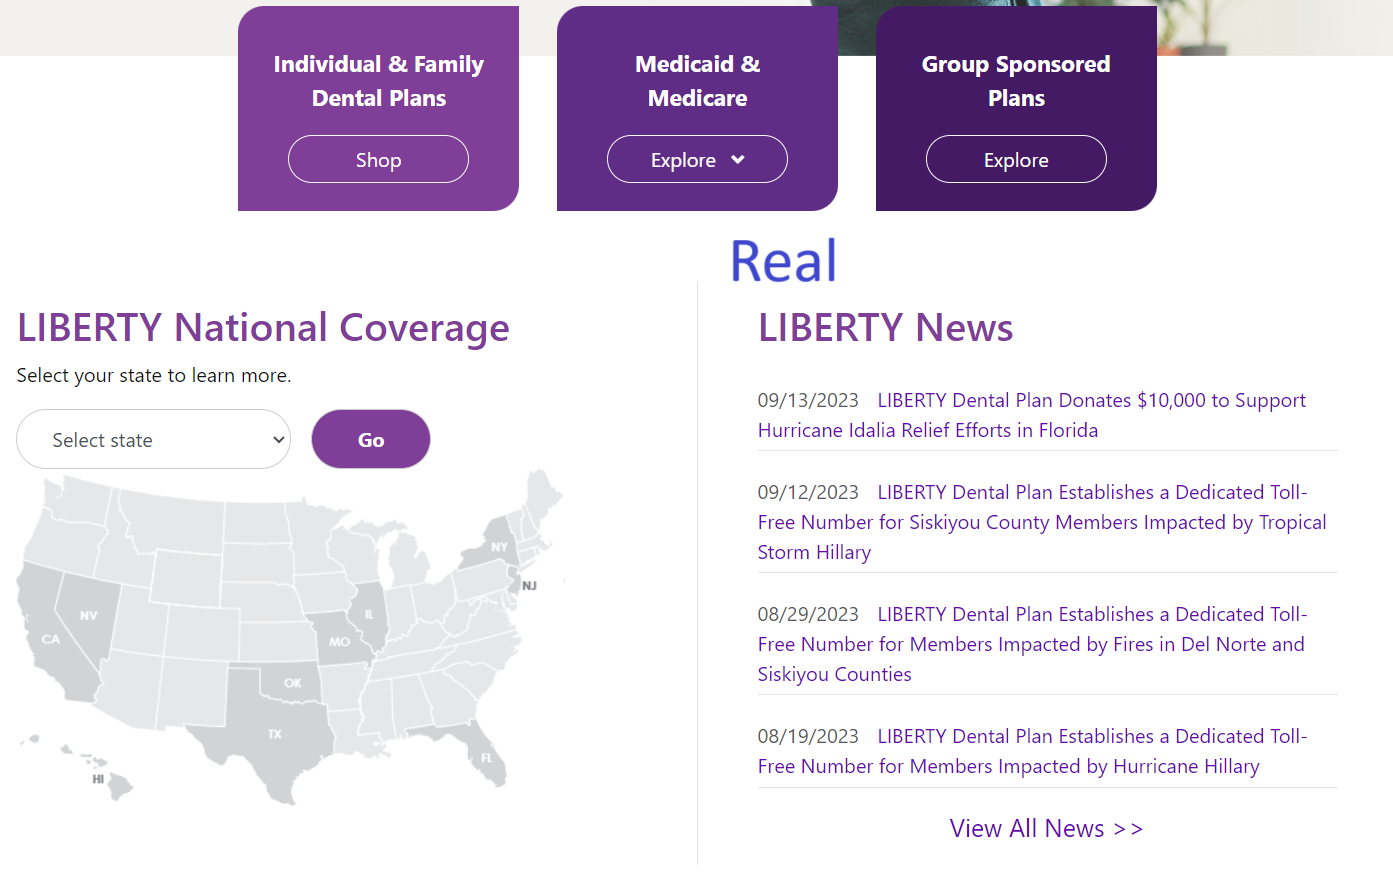 Individual & Family
Dental Plans
Shop
Medicaid &
Medicare
Explore
Group Sponsored
Plans
Explore
Real
LIBERTY National Coverage
Select your state to learn more.
Select state
Go
NY
NJ
NV
IL
CA
MO
OK
TX
FL
HI
LIBERTY News
09/13/2023 LIBERTY Dental Plan Donates $10,000 to Support
Hurricane Idalia Relief Efforts in Florida
09/12/2023 LIBERTY Dental Plan Establishes a Dedicated Toll-
Free Number for Siskiyou County Members Impacted by Tropical
Storm Hillary
08/29/2023 LIBERTY Dental Plan Establishes a Dedicated Toll-
Free Number for Members Impacted by Fires in Del Norte and
Siskiyou Counties
08/19/2023 LIBERTY Dental Plan Establishes a Dedicated Toll-
Free Number for Members Impacted by Hurricane Hillary
View All News >>